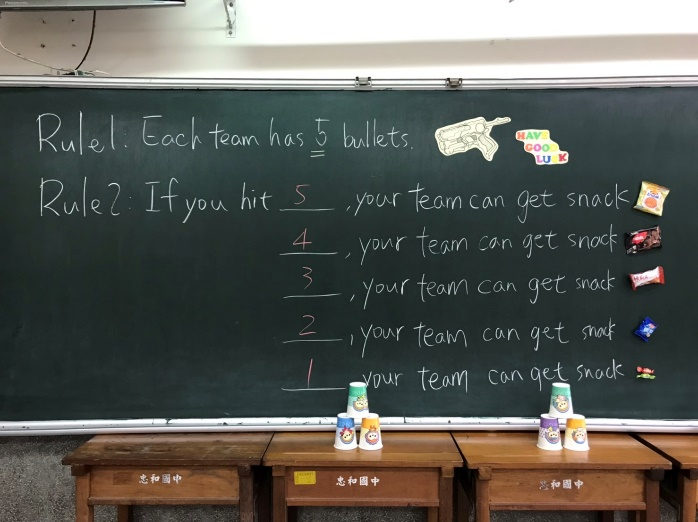 Rule1. Each team has 5 bullets.
HAVE
GOOD
LUCK
Rule2: If you hit 5, your team can get snack
4, your team can get snack
3, your team can get snack
2, your team can get snack
1, your team can get snack
忠和國中
忠和國中
忠和國中